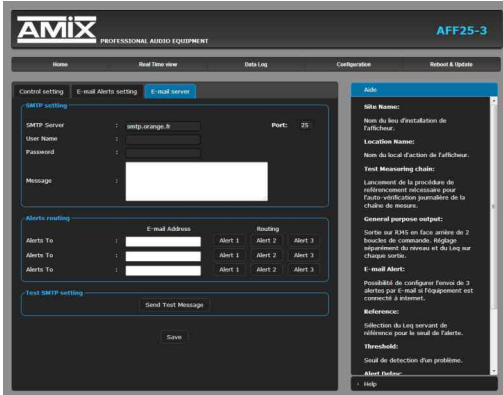 AMIX
PROFESSIONAL AUDIO EQUIPMENT
AFF25-3
Home Real Time view Data Log Configuration Reboot & Update
Control setting E-mail Alerts setting E-mail server
SMTP setting
SMTP Server : smtp.orange.fr Port: 25
User Name :
Password :
Message :
Alerts routing
E-mail Address Routing
Alerts To : Alert 1 Alert 2 Alert 3
Alerts To : Alert 1 Alert 2 Alert 3
Alerts To : Alert 1 Alert 2 Alert 3
Test SMTP setting
Send Test Message
Save
Aide
Site Name:
Nom du lieu d'installation de
l'afficheur.
Location Name:
Nom du local d'action de l'afficheur.
Test Measuring chain:
Lancement de la procédure de
référencement nécessaire pour
l'auto-vérification journalière de la
chaîne de mesure.
General purpose output:
Sortie sur RJ45 en face arrière de 2
boucles de commande. Réglage
séparément du niveau et du Leq sur
chaque sortie.
E-mail Alert:
Possibilité de configurer l'envoi de 3
alertes par E-mail si l'équipement est
connecté à internet.
Reference:
Sélection du Leq servant de
référence pour le seuil de l'alerte.
Threshold:
Seuil de detection d'un problème.
Alert Delay:
Help